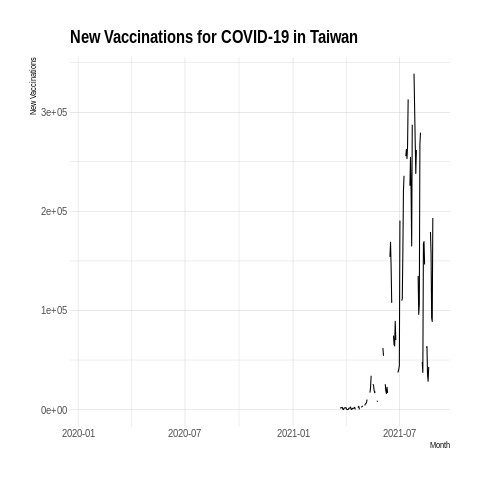 New Vaccinations for COVID-19 in Taiwan
New Vaccinations
3e+05
2e+05
1e+05
0e+00
2020-01 2020-07 2021-01 2021-07
Month